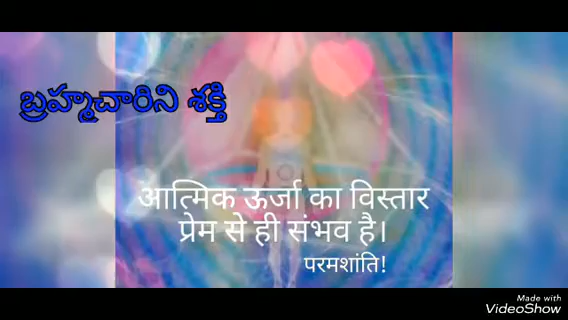 బ్రహ్మచారిని శక్తి
आत्मिक ऊर्जा का विस्तार
प्रेम से ही संभव है।
परमशांति!
Made with
VideoShow